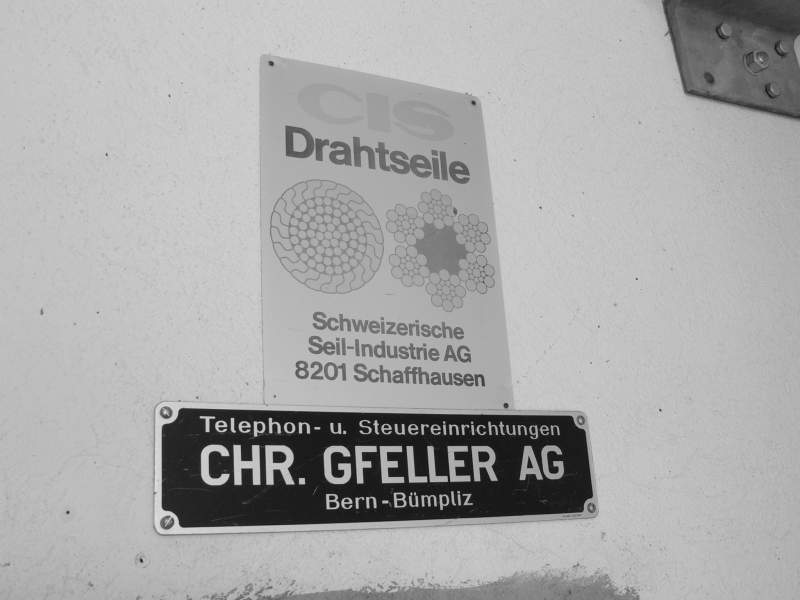 CIS
Drahtseile
Schweizerische
Seil-Industrie AG
8201 Schaffhausen
Telephon- u. Steuereinrichtungen
CHR. GFELLER AG
Bern-Bümpliz